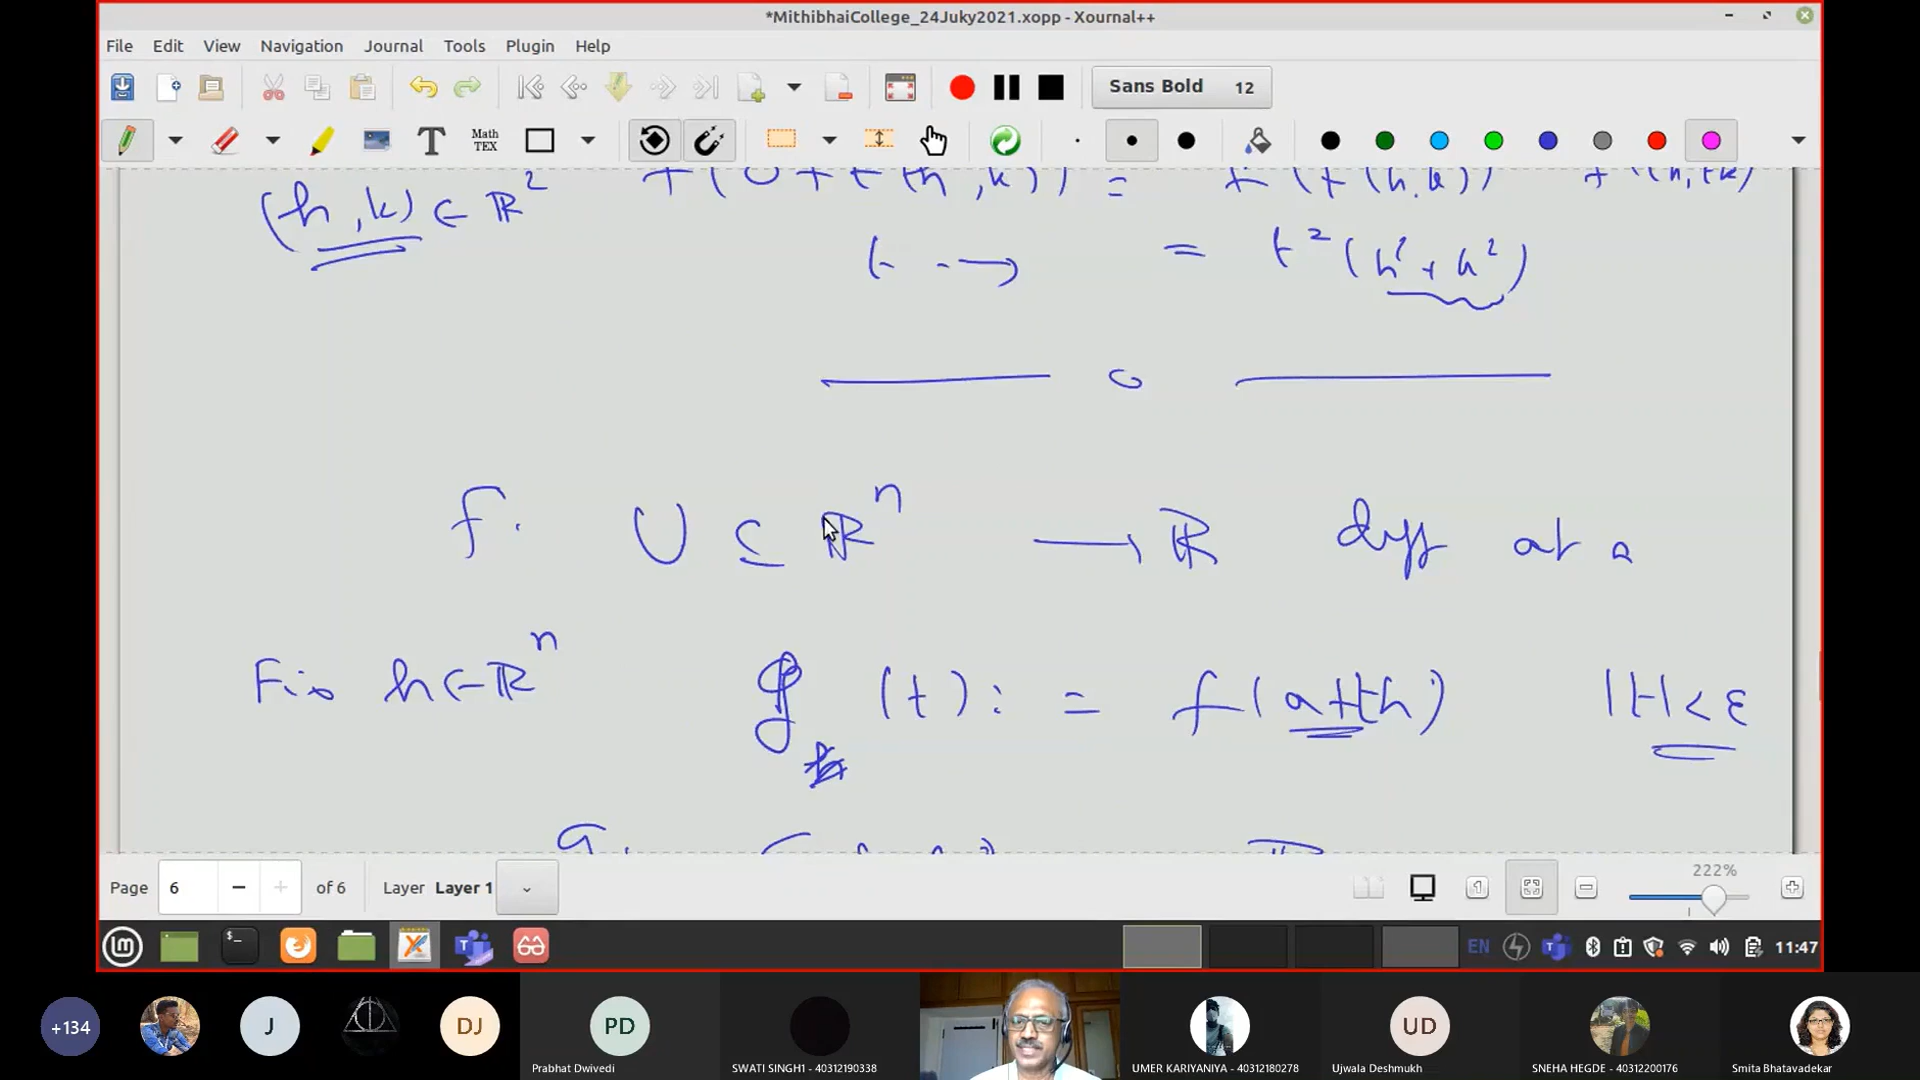 *MithibhaiCollege_24Juky2021.xopp - Xournal++
File Edit View Navigation Journal Tools Plugin Help
Sans Bold 12
T Math TEX
(h, k) ∈ ℝ² f(0 + t(h, k)) = f(t(h,k))
t → = t²(h² + k²)
f: U ⊆ ℝⁿ → ℝ diff at a
Fix h ∈ ℝⁿ g (t) := f(a+th) |t| < ε
Page 6 of 6 Layer Layer 1 222%
EN 11:47
+134 J DJ PD UD
Prabhat Dwivedi SWATI SINGH1 - 40312190338 UMER KARIYANIYA - 40312180278 Ujwala Deshmukh SNEHA HEGDE - 40312200176 Smita Bhatavadekar